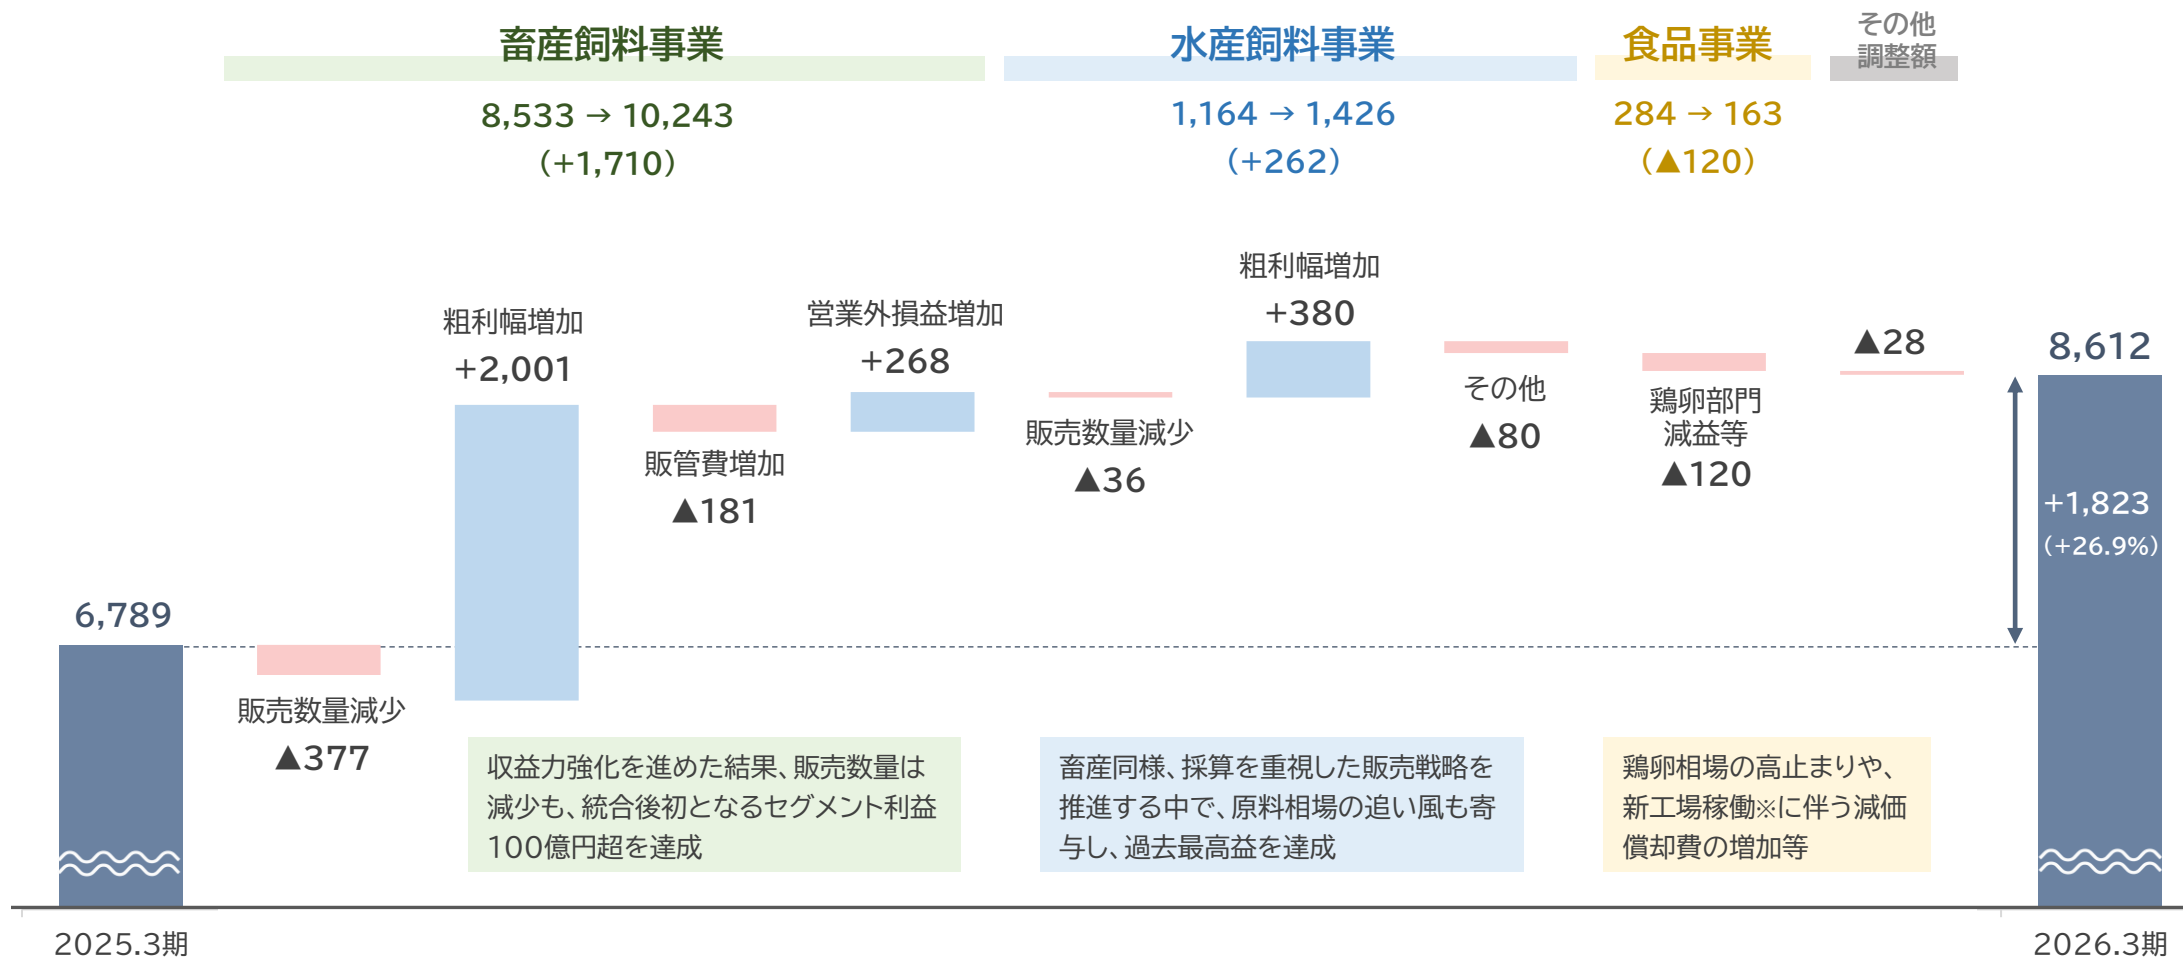 畜産飼料事業
8,533 → 10,243
(+1,710)
水産飼料事業
1,164 → 1,426
(+262)
食品事業
284 → 163
(▲120)
その他
調整額
6,789
販売数量減少
▲377
粗利幅増加
+2,001
販管費増加
▲181
営業外損益増加
+268
販売数量減少
▲36
粗利幅増加
+380
その他
▲80
鶏卵部門
減益等
▲120
▲28
8,612
+1,823
(+26.9%)
収益力強化を進めた結果、販売数量は
減少も、統合後初となるセグメント利益
100億円超を達成
畜産同様、採算を重視した販売戦略を
推進する中で、原料相場の追い風も寄
与し、過去最高益を達成
鶏卵相場の高止まりや、
新工場稼働※に伴う減価
償却費の増加等
2025.3期
2026.3期